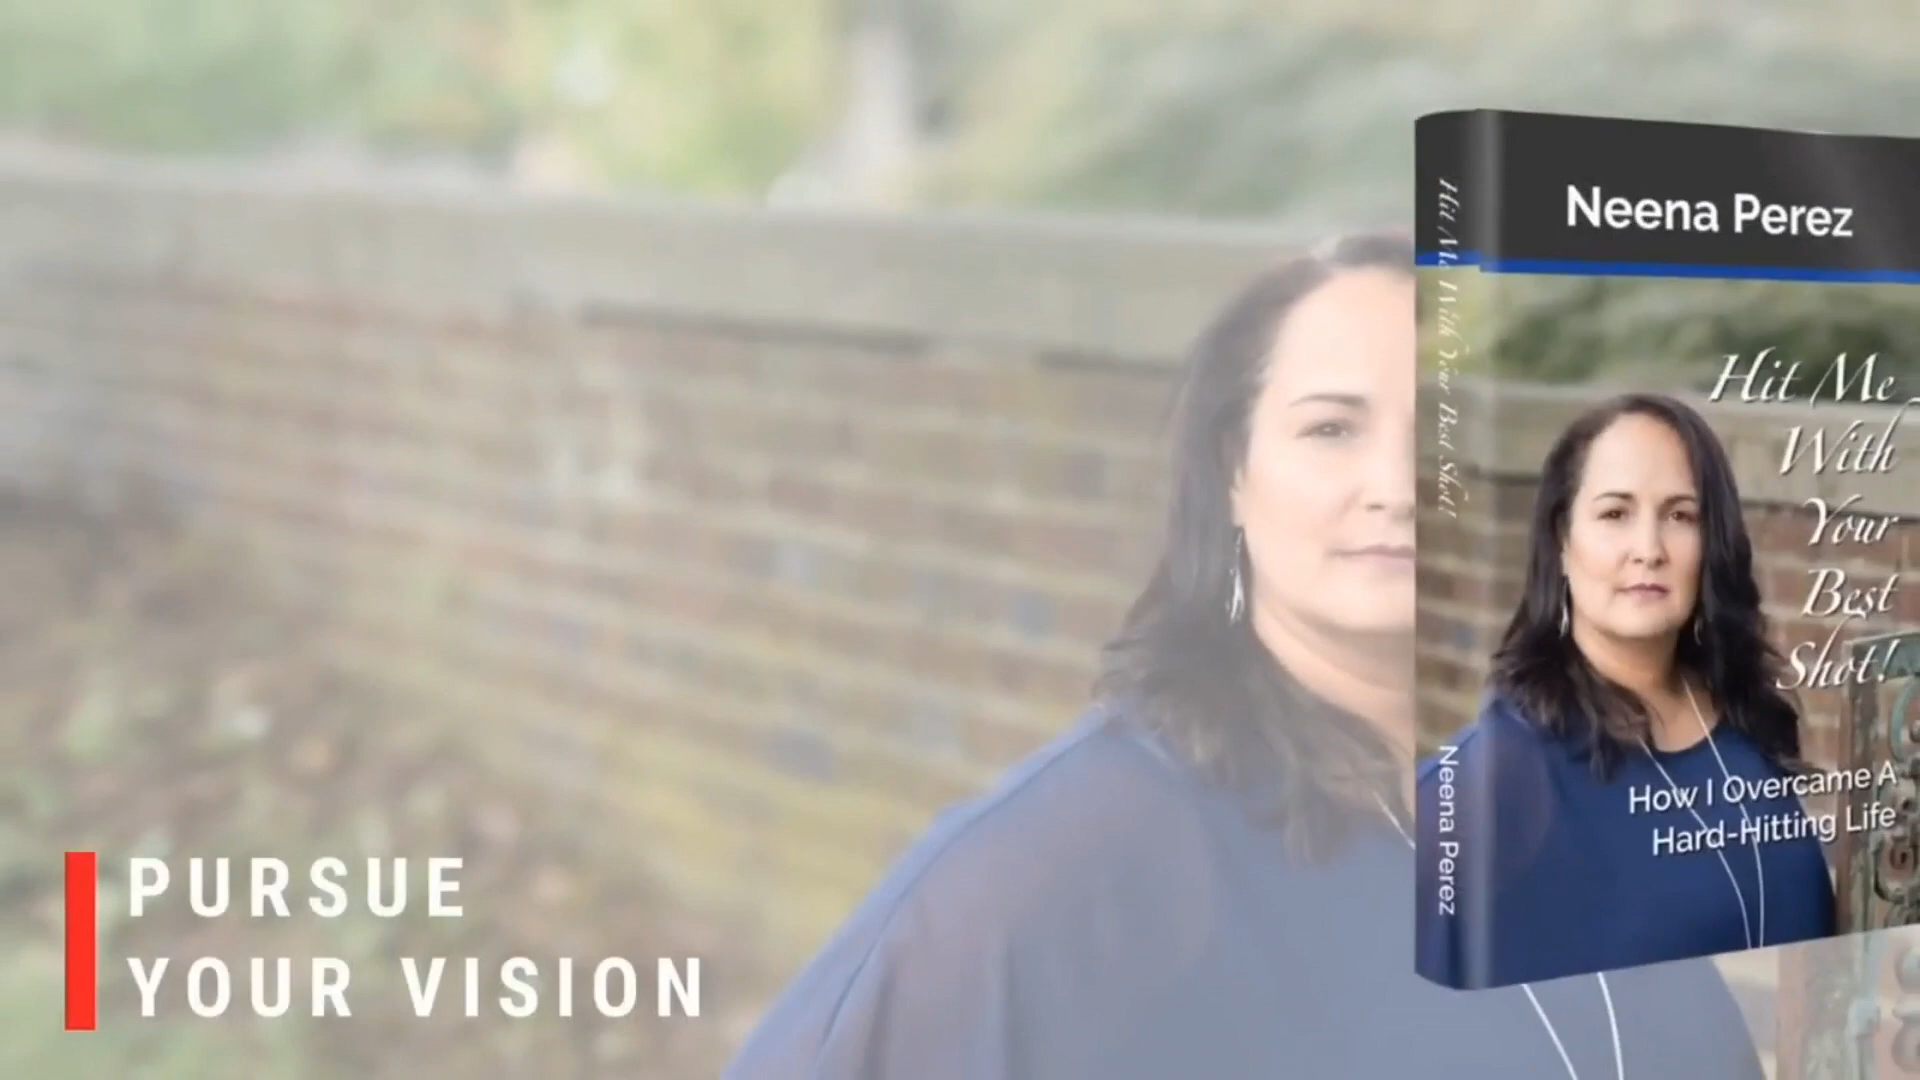 Neena Perez
Hit Me
With
Your
Best
Shot!
How I Overcame A
Hard-Hitting Life
Hit Me With Your Best Shot!
Neena Perez
PURSUE
YOUR VISION